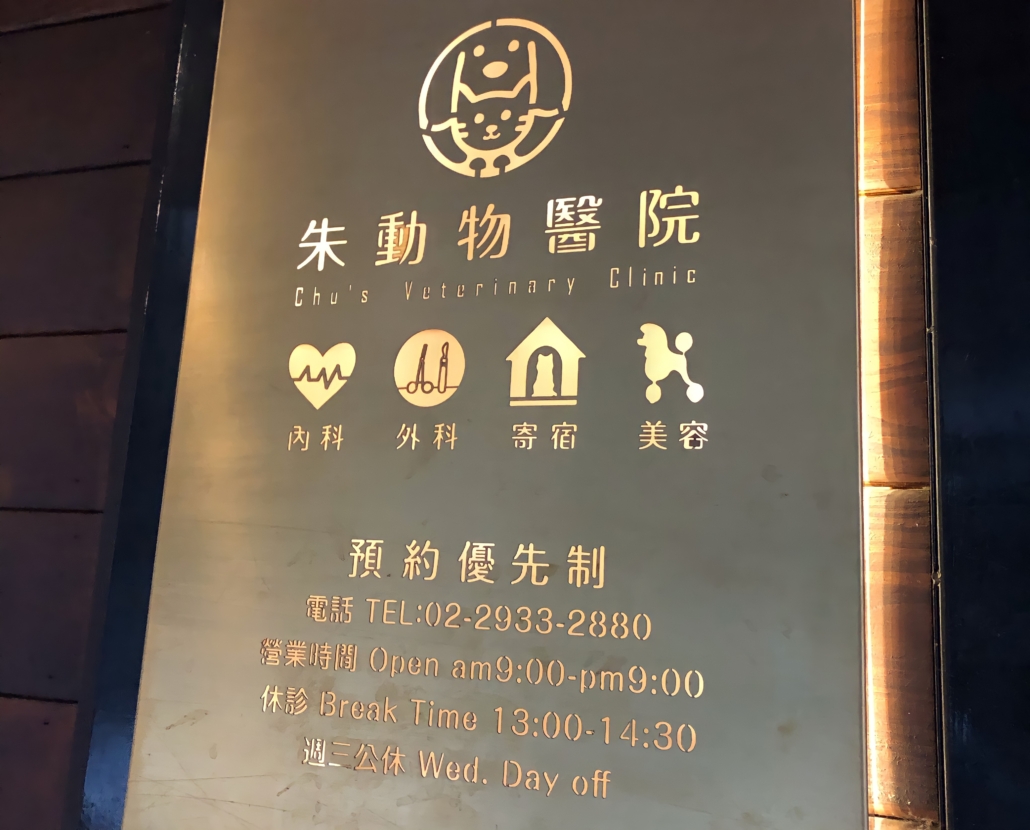 朱動物醫院
Chu's Veterinary Clinic
內科 外科 寄宿 美容
預約優先制
電話 TEL:02-2933-2880
營業時間 Open am9:00-pm9:00
休診 Break Time 13:00-14:30
週三公休 Wed. Day off